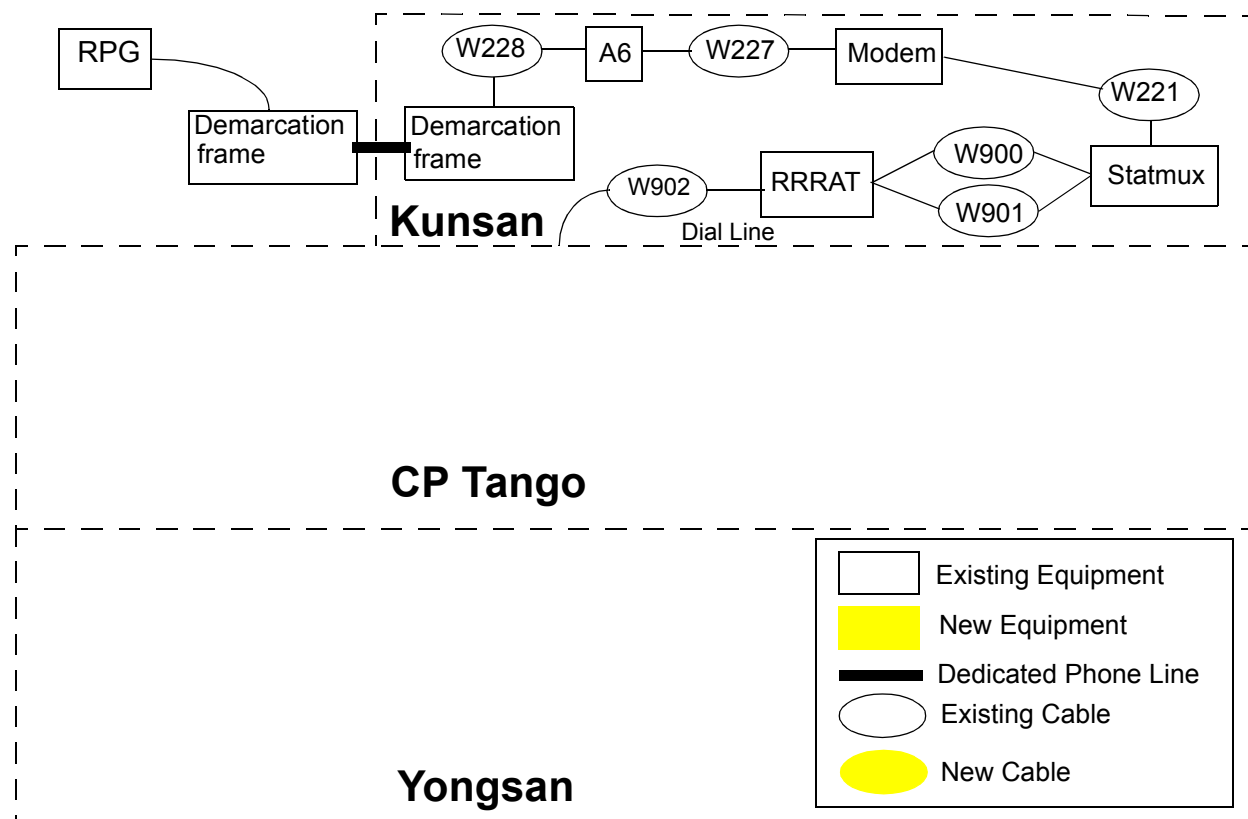 RPG
Demarcation
frame
W228
A6
W227
Modem
W221
Demarcation
frame
W902
RRRAT
W900
W901
Statmux
Kunsan
Dial Line
CP Tango
Yongsan
Existing Equipment
New Equipment
Dedicated Phone Line
Existing Cable
New Cable